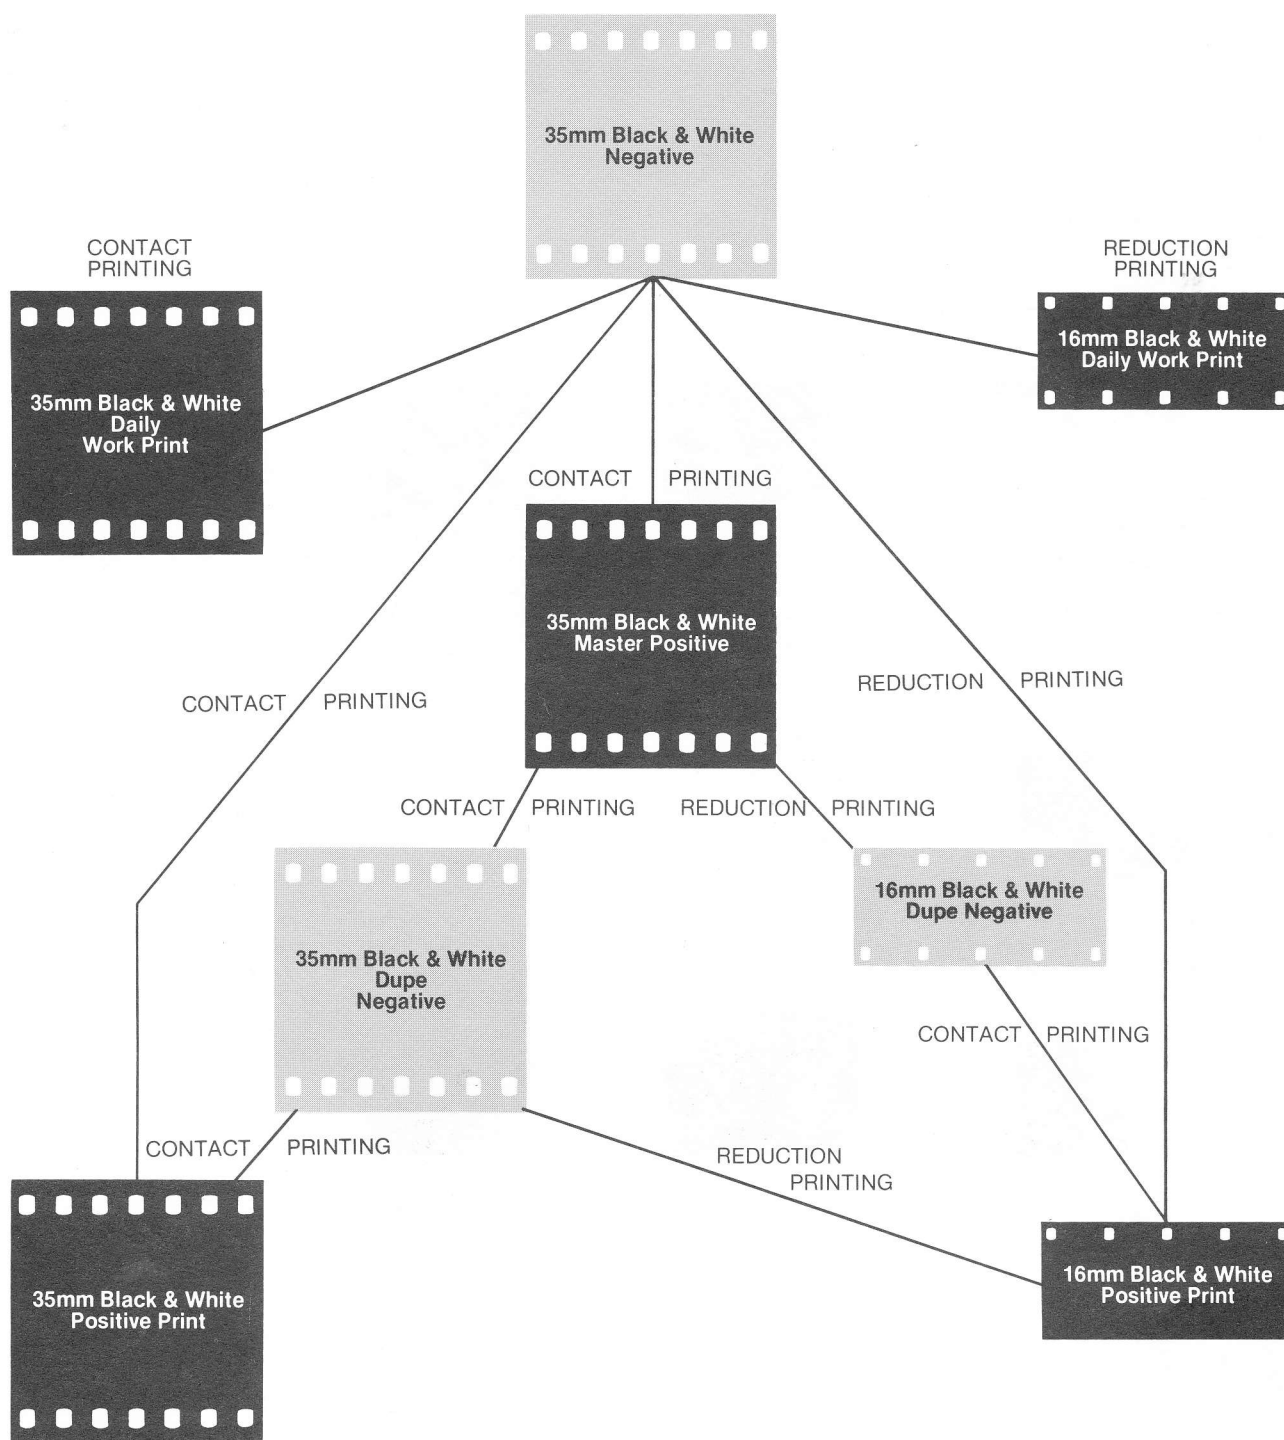 35mm Black & White
Negative
CONTACT
PRINTING
REDUCTION
PRINTING
35mm Black & White
Daily
Work Print
16mm Black & White
Daily Work Print
CONTACT PRINTING
35mm Black & White
Master Positive
CONTACT PRINTING
REDUCTION PRINTING
CONTACT PRINTING
REDUCTION PRINTING
35mm Black & White
Dupe
Negative
16mm Black & White
Dupe Negative
CONTACT PRINTING
CONTACT PRINTING
REDUCTION
PRINTING
35mm Black & White
Positive Print
16mm Black & White
Positive Print